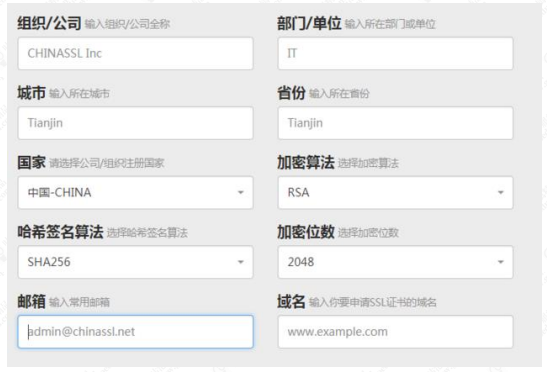 组织/公司 输入组织/公司全称
CHINASSL Inc
部门/单位 输入所在部门或单位
IT
城市 输入所在城市
Tianjin
省份 输入所在省份
Tianjin
国家 请选择公司/组织注册国家
中国-CHINA
加密算法 选择加密算法
RSA
哈希签名算法 选择哈希签名算法
SHA256
加密位数 选择加密位数
2048
邮箱 输入常用邮箱
admin@chinassl.net
域名 输入你要申请SSL证书的域名
www.example.com